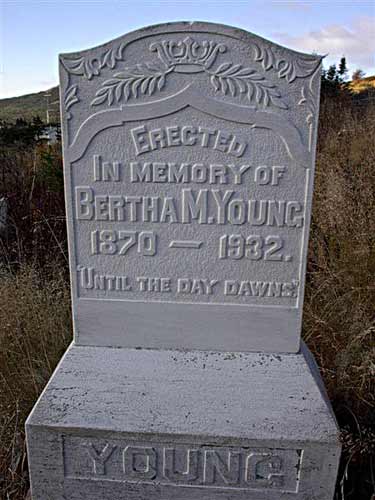 ERECTED
IN MEMORY OF
BERTHA M. YOUNG
1870 — 1932.
"UNTIL THE DAY DAWNS."
YOUNG